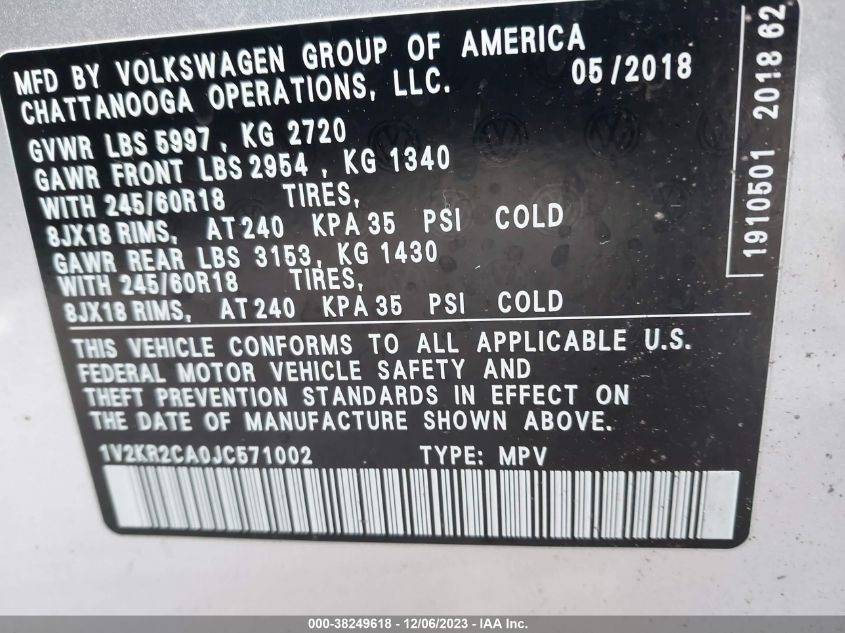 MFD BY VOLKSWAGEN GROUP OF AMERICA
CHATTANOOGA OPERATIONS, LLC. 05/2018
GVWR LBS 5997 , KG 2720
GAWR FRONT LBS 2954 , KG 1340
WITH 245/60R18 TIRES,
8JX18 RIMS, AT 240 KPA 35 PSI COLD
GAWR REAR LBS 3153, KG 1430
WITH 245/60R18 TIRES,
8JX18 RIMS, AT 240 KPA 35 PSI COLD
THIS VEHICLE CONFORMS TO ALL APPLICABLE U.S.
FEDERAL MOTOR VEHICLE SAFETY AND
THEFT PREVENTION STANDARDS IN EFFECT ON
THE DATE OF MANUFACTURE SHOWN ABOVE.
1V2KR2CA0JC571002 TYPE: MPV
1910501 2018 62
000-38249618 - 12/06/2023 - IAA Inc.